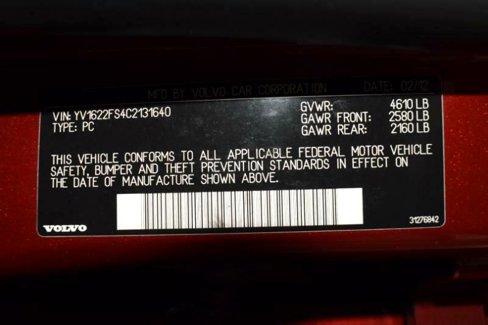 MFD BY VOLVO CAR CORPORATION DATE: 02/12
VIN: YV1622FS4C2131640 GVWR: 4610 LB
TYPE: PC GAWR FRONT: 2580 LB
GAWR REAR: 2160 LB
THIS VEHICLE CONFORMS TO ALL APPLICABLE FEDERAL MOTOR VEHICLE
SAFETY, BUMPER AND THEFT PREVENTION STANDARDS IN EFFECT ON
THE DATE OF MANUFACTURE SHOWN ABOVE.
VOLVO 31276842